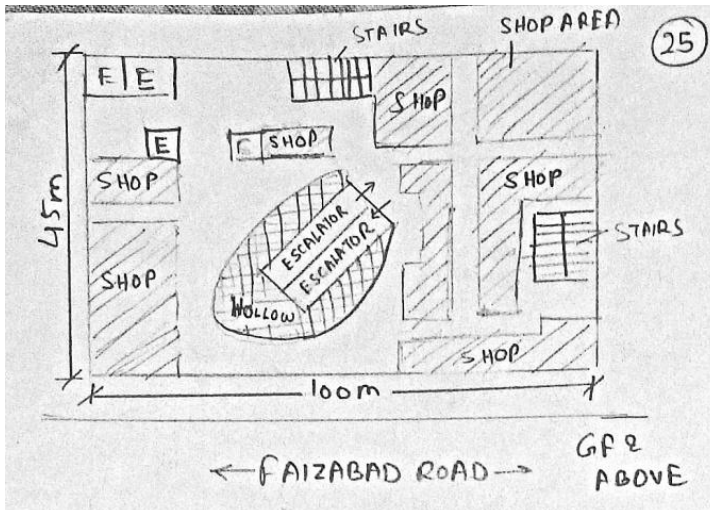 STAIRS
SHOP AREA
25
E E
SHOP
E
E SHOP
SHOP
SHOP
45m
ESCALATOR
ESCALATOR
STAIRS
SHOP
HOLLOW
SHOP
100m
← FAIZABAD ROAD →
GF &
ABOVE